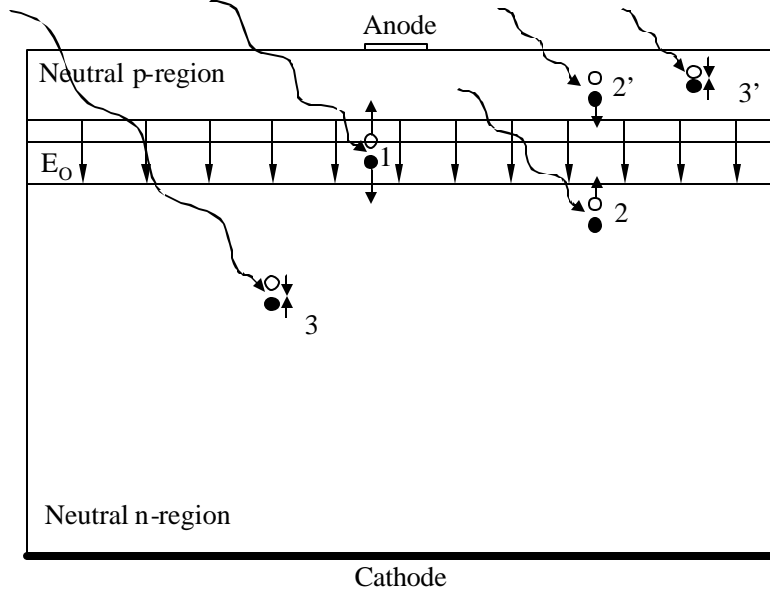 Anode
Neutral p-region
2'
3'
1
E_O
2
3
Neutral n-region
Cathode